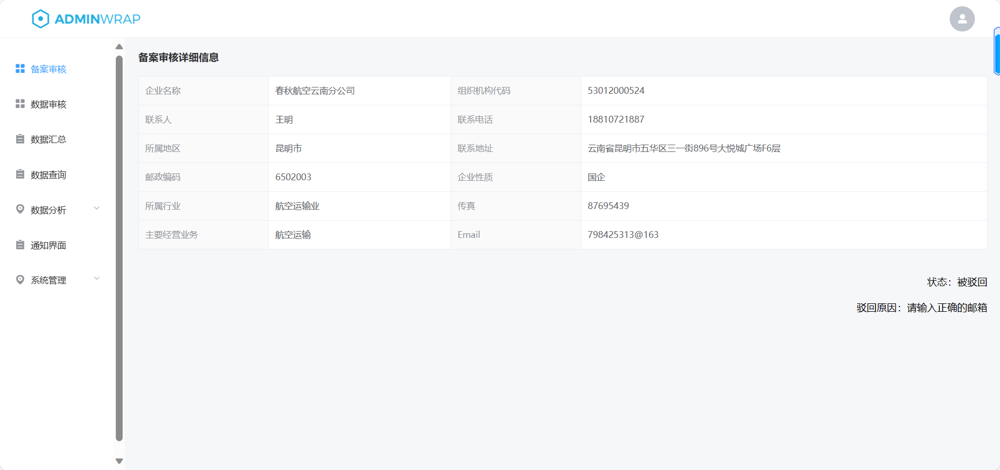 ADMINWRAP
备案审核
数据审核
数据汇总
数据查询
数据分析
通知界面
系统管理
备案审核详细信息
企业名称 春秋航空云南分公司 组织机构代码 53012000524
联系人 王明 联系电话 18810721887
所属地区 昆明市 联系地址 云南省昆明市五华区三一街896号大悦城广场F6层
邮政编码 6502003 企业性质 国企
所属行业 航空运输业 传真 87695439
主要经营业务 航空运输 Email 798425313@163
状态：被驳回
驳回原因：请输入正确的邮箱